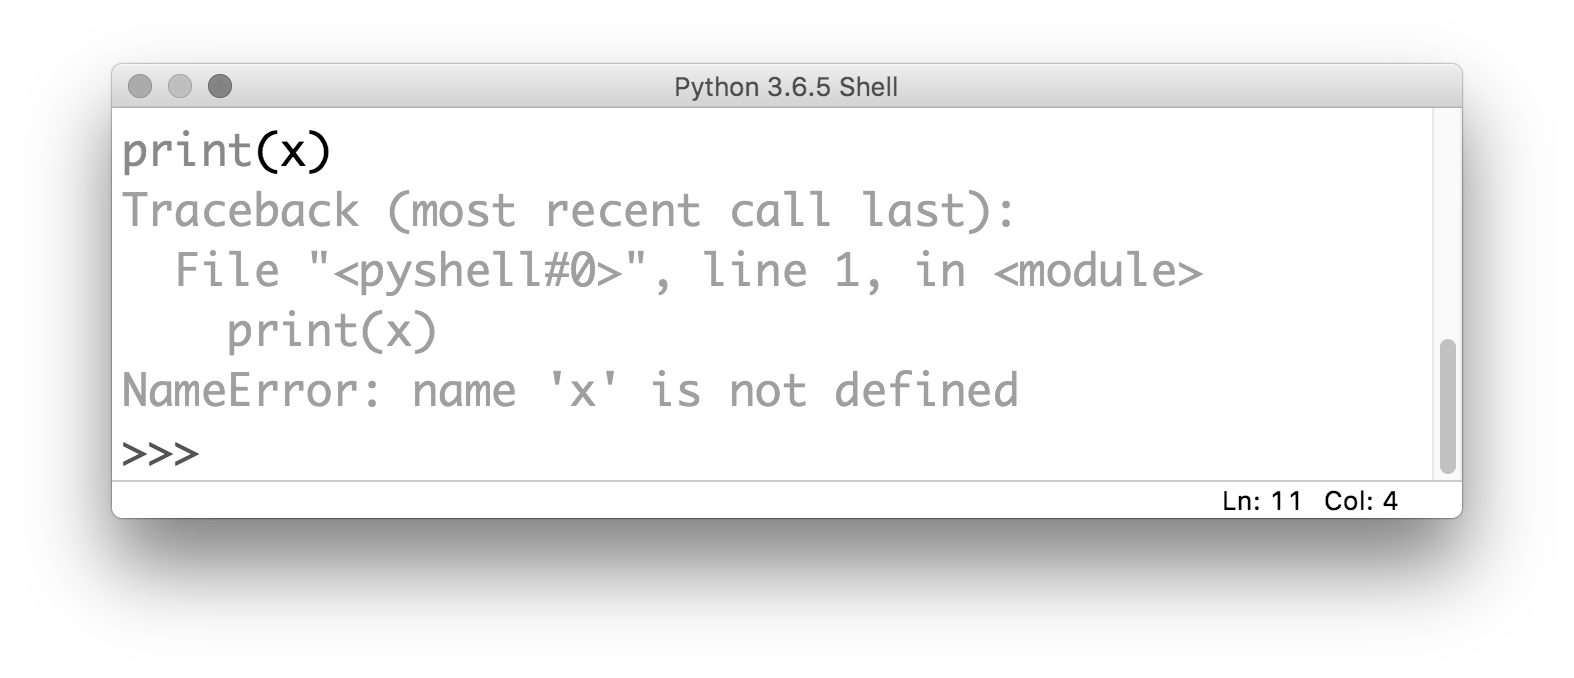 Python 3.6.5 Shell
print(x)
Traceback (most recent call last):
  File "<pyshell#0>", line 1, in <module>
    print(x)
NameError: name 'x' is not defined
>>>
Ln: 11 Col: 4